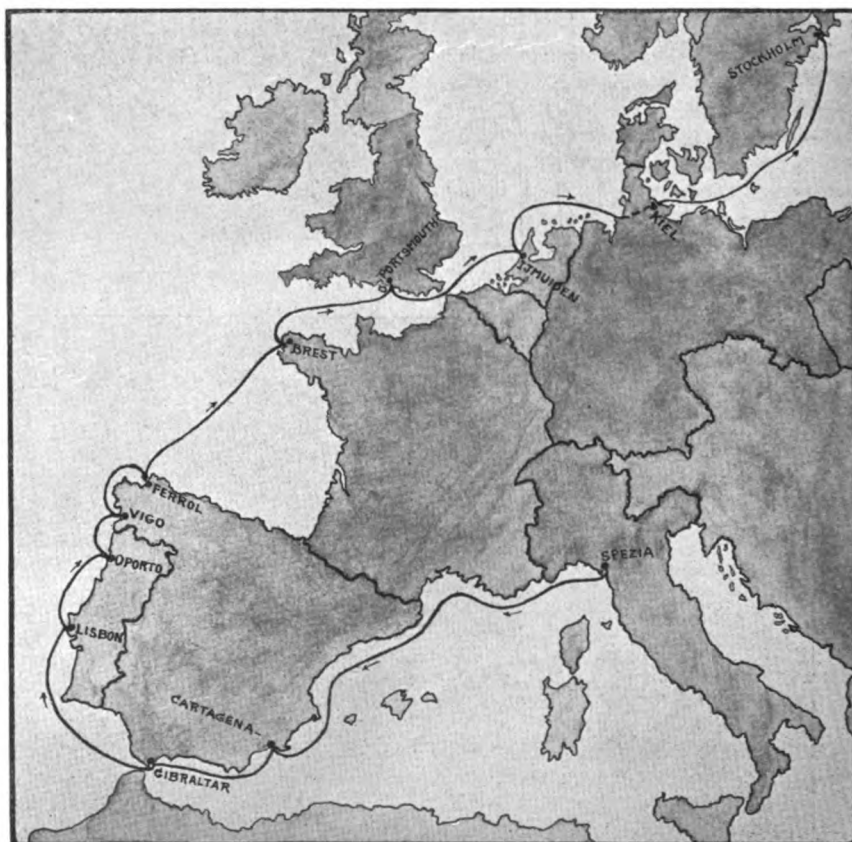 STOCKHOLM
KIEL
PORTSMOUTH
IJMUIDEN
BREST
FERROL
VIGO
OPORTO
SPEZIA
LISBON
CARTAGENA
GIBRALTAR